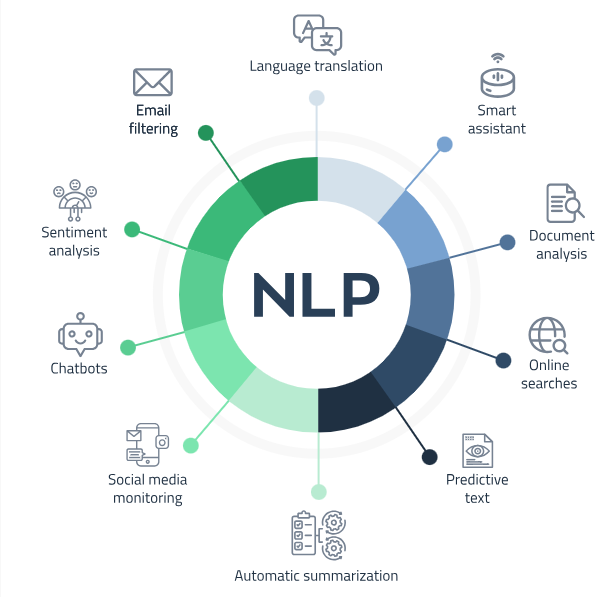 Language translation
Smart
assistant
Document
analysis
Online
searches
Predictive
text
Automatic summarization
Social media
monitoring
Chatbots
Sentiment
analysis
Email
filtering
NLP
A
文